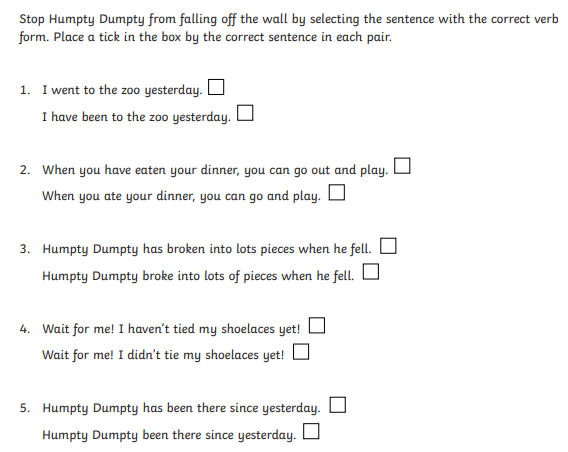 Stop Humpty Dumpty from falling off the wall by selecting the sentence with the correct verb
form. Place a tick in the box by the correct sentence in each pair.
1. I went to the zoo yesterday.
I have been to the zoo yesterday.
2. When you have eaten your dinner, you can go out and play.
When you ate your dinner, you can go and play.
3. Humpty Dumpty has broken into lots pieces when he fell.
Humpty Dumpty broke into lots of pieces when he fell.
4. Wait for me! I haven't tied my shoelaces yet!
Wait for me! I didn't tie my shoelaces yet!
5. Humpty Dumpty has been there since yesterday.
Humpty Dumpty been there since yesterday.